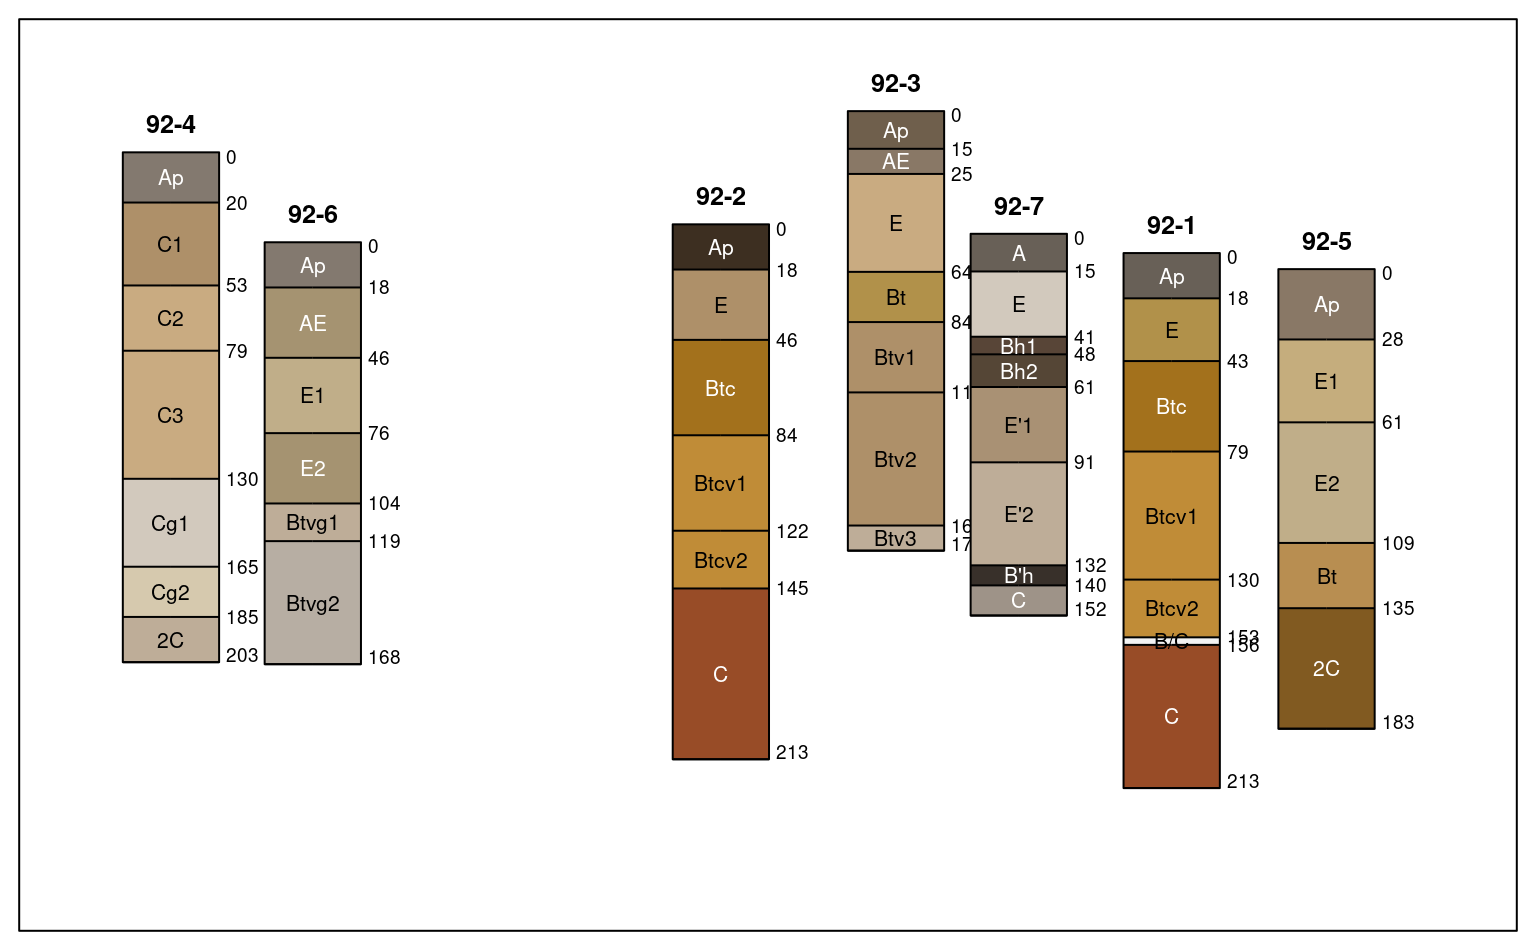 92-4
0
Ap
20
C1
53
C2
79
C3
130
Cg1
165
Cg2
185
2C
203
92-6
0
Ap
18
AE
46
E1
76
E2
104
Btvg1
119
Btvg2
168
92-2
0
Ap
18
E
46
Btc
84
Btcv1
122
Btcv2
145
C
213
92-3
0
Ap
15
AE
25
E
64
Bt
84
Btv1
11
Btv2
16
Btv3
17
92-7
0
A
15
E
41
Bh1
48
Bh2
61
E'1
91
E'2
132
B'h
140
C
152
92-1
0
Ap
18
E
43
Btc
79
Btcv1
130
Btcv2
153
B/C
156
C
213
92-5
0
Ap
28
E1
61
E2
109
Bt
135
2C
183